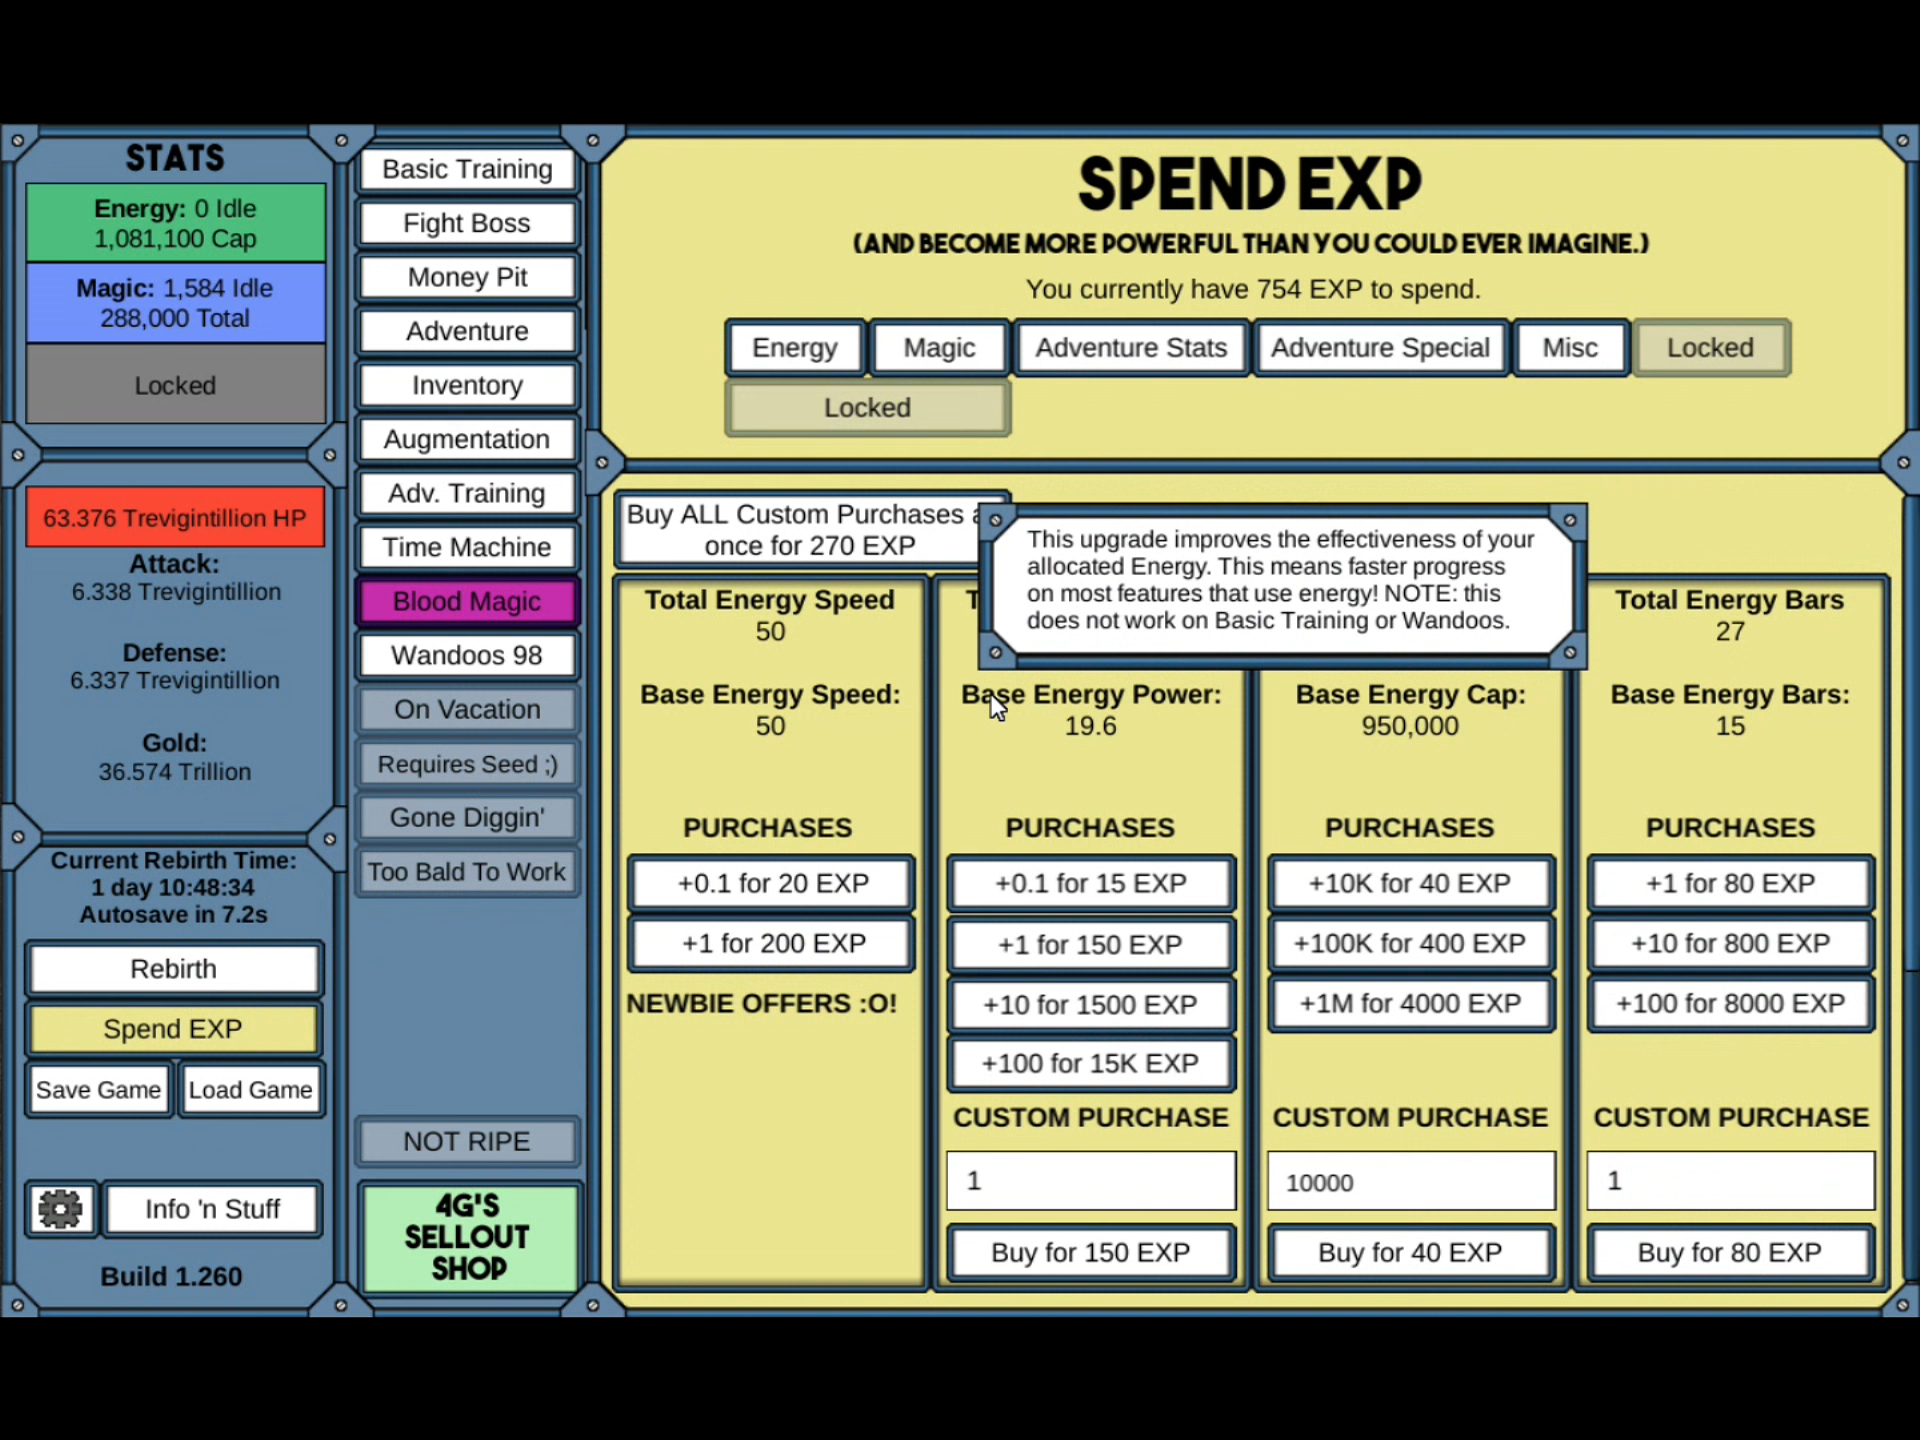 STATS
Energy: 0 Idle
1,081,100 Cap
Magic: 1,584 Idle
288,000 Total
Locked
63.376 Trevigintillion HP
Attack:
6.338 Trevigintillion
Defense:
6.337 Trevigintillion
Gold:
36.574 Trillion
Current Rebirth Time:
1 day 10:48:34
Autosave in 7.2s
Rebirth
Spend EXP
Save Game
Load Game
Info 'n Stuff
Build 1.260
Basic Training
Fight Boss
Money Pit
Adventure
Inventory
Augmentation
Adv. Training
Time Machine
Blood Magic
Wandoos 98
On Vacation
Requires Seed ;)
Gone Diggin'
Too Bald To Work
NOT RIPE
4G'S
SELLOUT
SHOP
SPEND EXP
(AND BECOME MORE POWERFUL THAN YOU COULD EVER IMAGINE.)
You currently have 754 EXP to spend.
Energy
Magic
Adventure Stats
Adventure Special
Misc
Locked
Locked
Buy ALL Custom Purchases
once for 270 EXP
This upgrade improves the effectiveness of your
allocated Energy. This means faster progress
on most features that use energy! NOTE: this
does not work on Basic Training or Wandoos.
Total Energy Speed
50
Base Energy Speed:
50
PURCHASES
+0.1 for 20 EXP
+1 for 200 EXP
NEWBIE OFFERS :O!
Base Energy Power:
19.6
PURCHASES
+0.1 for 15 EXP
+1 for 150 EXP
+10 for 1500 EXP
+100 for 15K EXP
CUSTOM PURCHASE
1
Buy for 150 EXP
Base Energy Cap:
950,000
PURCHASES
+10K for 40 EXP
+100K for 400 EXP
+1M for 4000 EXP
CUSTOM PURCHASE
10000
Buy for 40 EXP
Total Energy Bars
27
Base Energy Bars:
15
PURCHASES
+1 for 80 EXP
+10 for 800 EXP
+100 for 8000 EXP
CUSTOM PURCHASE
1
Buy for 80 EXP